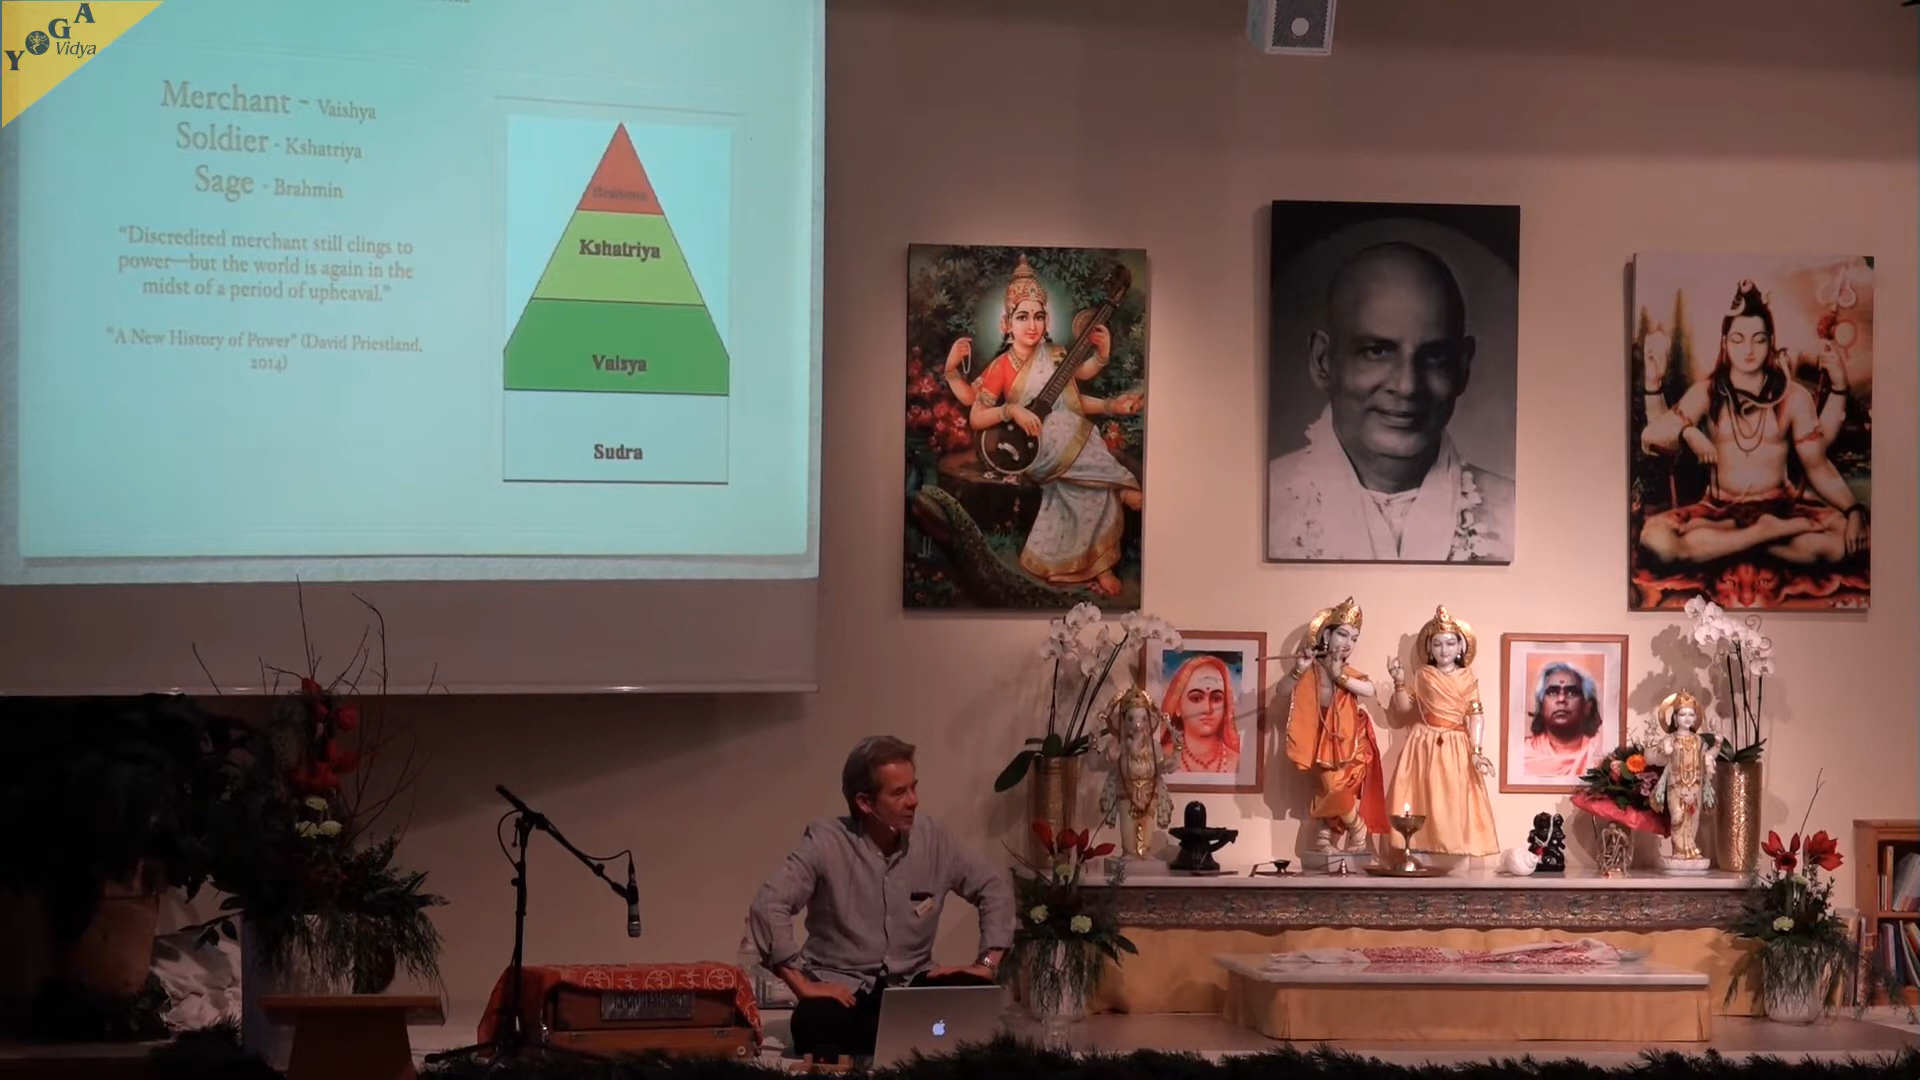 YOGA
Vidya
Merchant - Vaishya
Soldier - Kshatriya
Sage - Brahmin
"Discredited merchant still clings to
power—but the world is again in the
midst of a period of upheaval."
"A New History of Power" (David Priestland,
2014)
Kshatriya
Vaisya
Sudra